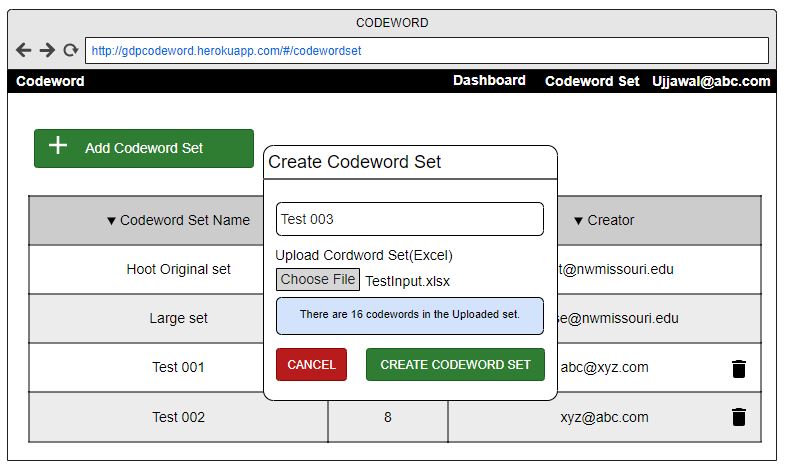 CODEWORD
http://gdpcodeword.herokuapp.com/#/codewordset
Codeword Dashboard Codeword Set Ujjawal@abc.com
Add Codeword Set
Create Codeword Set
Test 003
Upload Cordword Set(Excel)
Choose File TestInput.xlsx
There are 16 codewords in the Uploaded set.
CANCEL CREATE CODEWORD SET
Codeword Set Name Creator
Hoot Original set t@nwmissouri.edu
Large set se@nwmissouri.edu
Test 001 abc@xyz.com
Test 002 8 xyz@abc.com